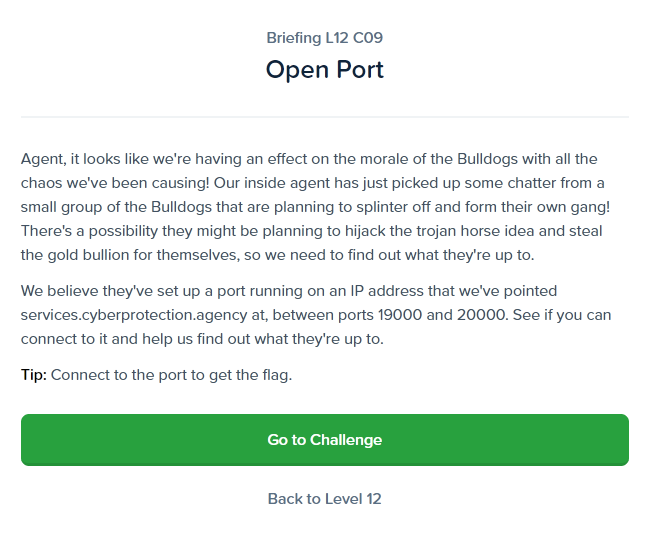 Briefing L12 C09
Open Port
Agent, it looks like we're having an effect on the morale of the Bulldogs with all the
chaos we've been causing! Our inside agent has just picked up some chatter from a
small group of the Bulldogs that are planning to splinter off and form their own gang!
There's a possibility they might be planning to hijack the trojan horse idea and steal
the gold bullion for themselves, so we need to find out what they're up to.
We believe they've set up a port running on an IP address that we've pointed
services.cyberprotection.agency at, between ports 19000 and 20000. See if you can
connect to it and help us find out what they're up to.
Tip: Connect to the port to get the flag.
Go to Challenge
Back to Level 12